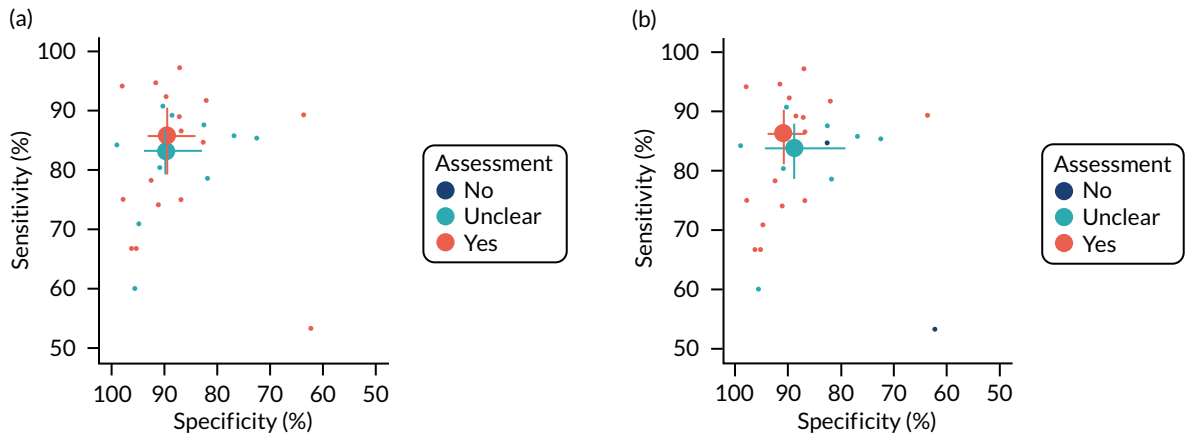 (a)
100
90
80
70
60
50
Sensitivity (%)
100 90 80 70 60 50
Specificity (%)
Assessment
No
Unclear
Yes
(b)
100
90
80
70
60
50
Sensitivity (%)
100 90 80 70 60 50
Specificity (%)
Assessment
No
Unclear
Yes